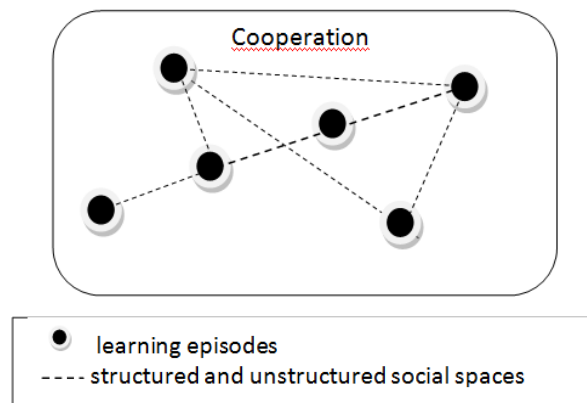 Cooperation
learning episodes
structured and unstructured social spaces